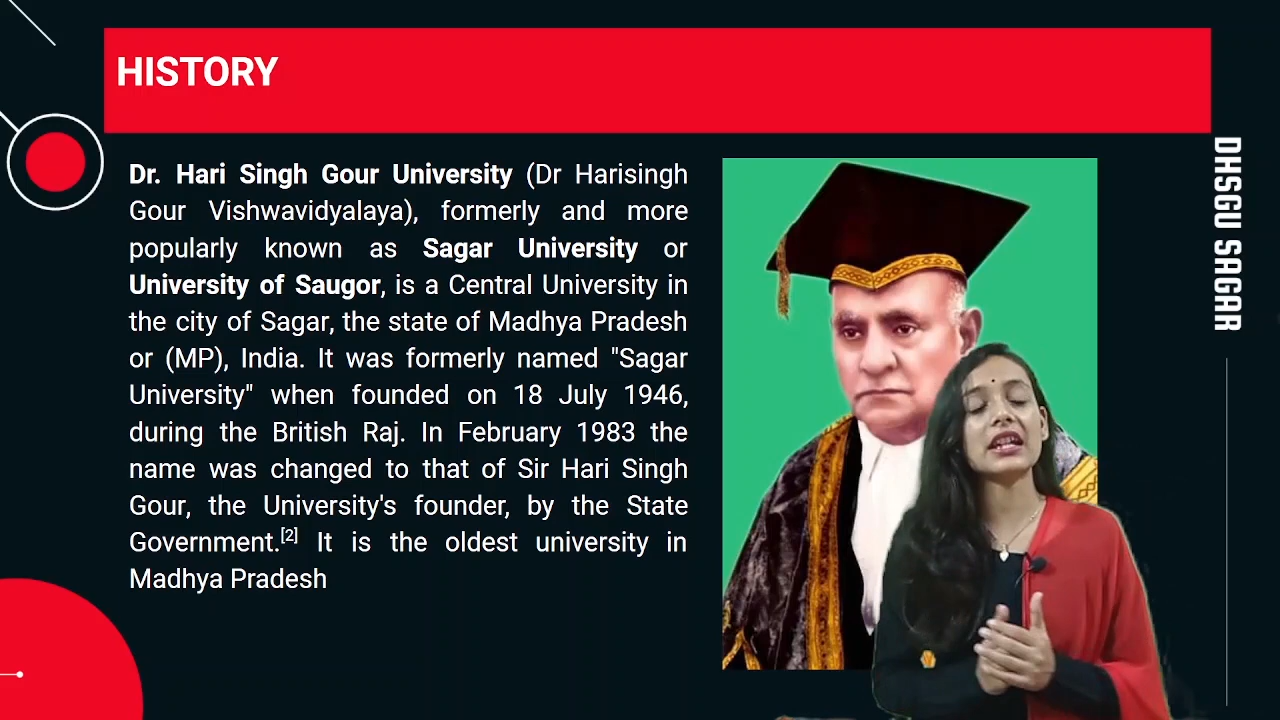 HISTORY
Dr. Hari Singh Gour University (Dr Harisingh
Gour Vishwavidyalaya), formerly and more
popularly known as Sagar University or
University of Saugor, is a Central University in
the city of Sagar, the state of Madhya Pradesh
or (MP), India. It was formerly named "Sagar
University" when founded on 18 July 1946,
during the British Raj. In February 1983 the
name was changed to that of Sir Hari Singh
Gour, the University's founder, by the State
Government.[2] It is the oldest university in
Madhya Pradesh
DHSGU SAGAR